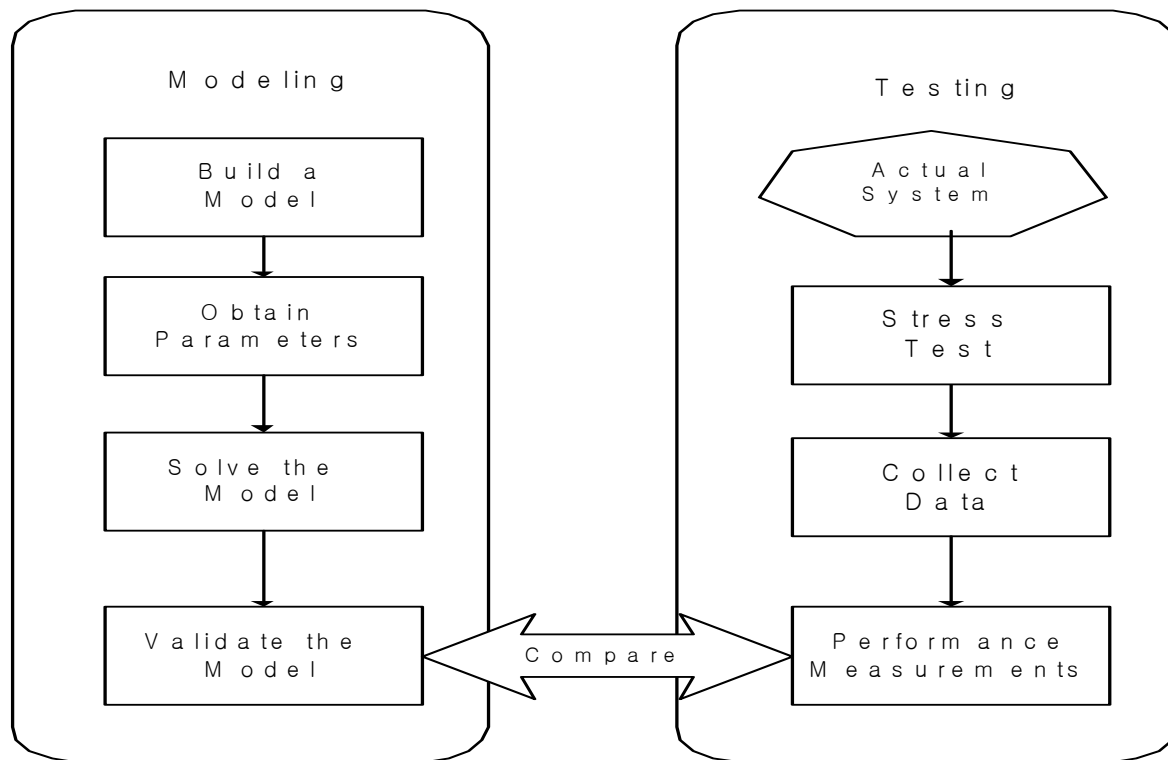 Modeling
Build a
Model
Obtain
Parameters
Solve the
Model
Validate the
Model
Compare
Testing
Actual
System
Stress
Test
Collect
Data
Performance
Measurements